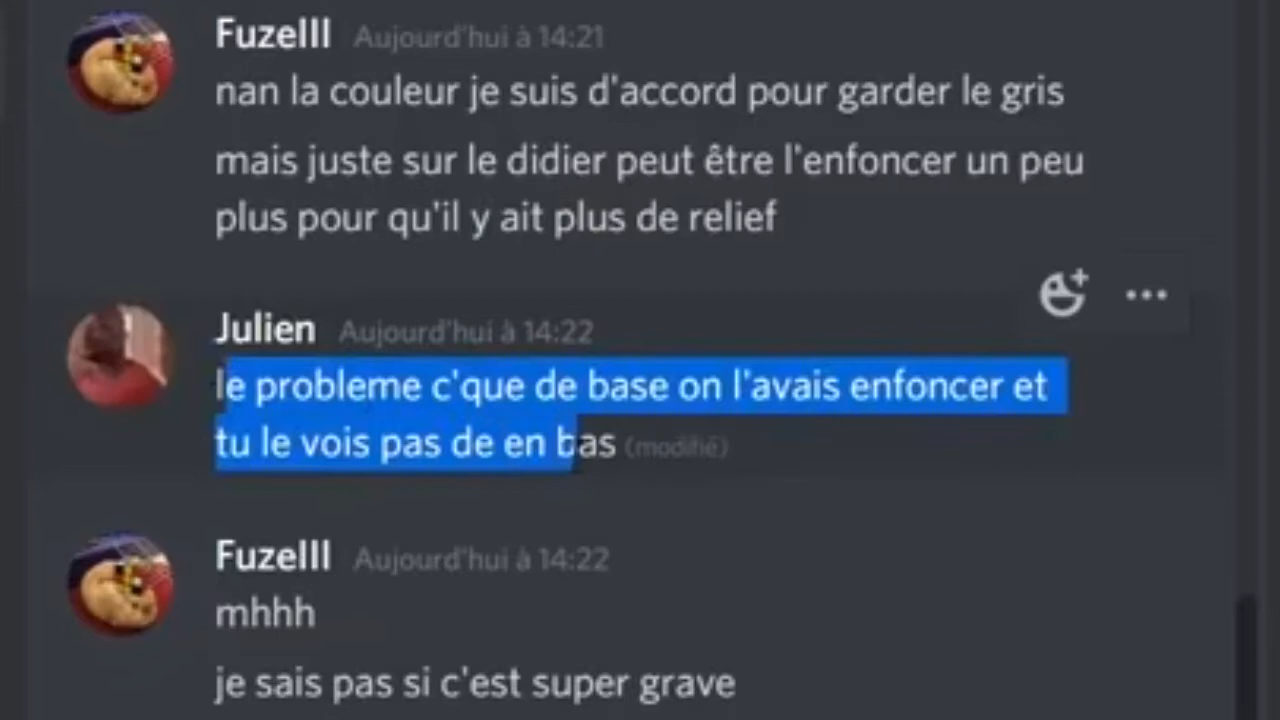 Fuzelll Aujourd'hui à 14:21
nan la couleur je suis d'accord pour garder le gris
mais juste sur le didier peut être l'enfoncer un peu
plus pour qu'il y ait plus de relief
Julien Aujourd'hui à 14:22
le probleme c'que de base on l'avais enfoncer et
tu le vois pas de en bas (modifié)
Fuzelll Aujourd'hui à 14:22
mhhh
je sais pas si c'est super grave